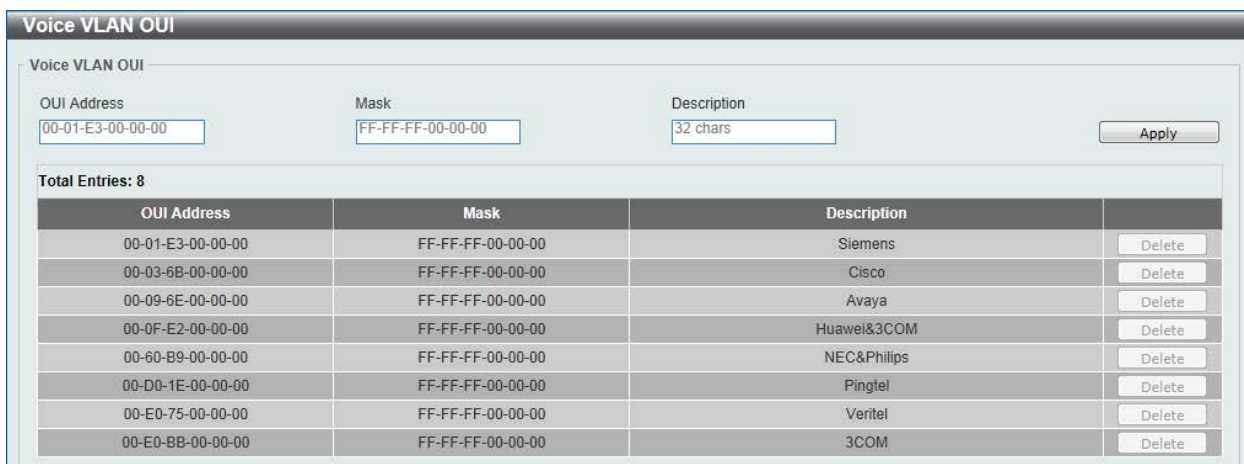 Voice VLAN OUI
Voice VLAN OUI
OUI Address Mask Description
00-01-E3-00-00-00 FF-FF-FF-00-00-00 32 chars Apply
Total Entries: 8
OUI Address Mask Description
00-01-E3-00-00-00 FF-FF-FF-00-00-00 Siemens Delete
00-03-6B-00-00-00 FF-FF-FF-00-00-00 Cisco Delete
00-09-6E-00-00-00 FF-FF-FF-00-00-00 Avaya Delete
00-0F-E2-00-00-00 FF-FF-FF-00-00-00 Huawei&3COM Delete
00-60-B9-00-00-00 FF-FF-FF-00-00-00 NEC&Philips Delete
00-D0-1E-00-00-00 FF-FF-FF-00-00-00 Pingtel Delete
00-E0-75-00-00-00 FF-FF-FF-00-00-00 Veritel Delete
00-E0-BB-00-00-00 FF-FF-FF-00-00-00 3COM Delete